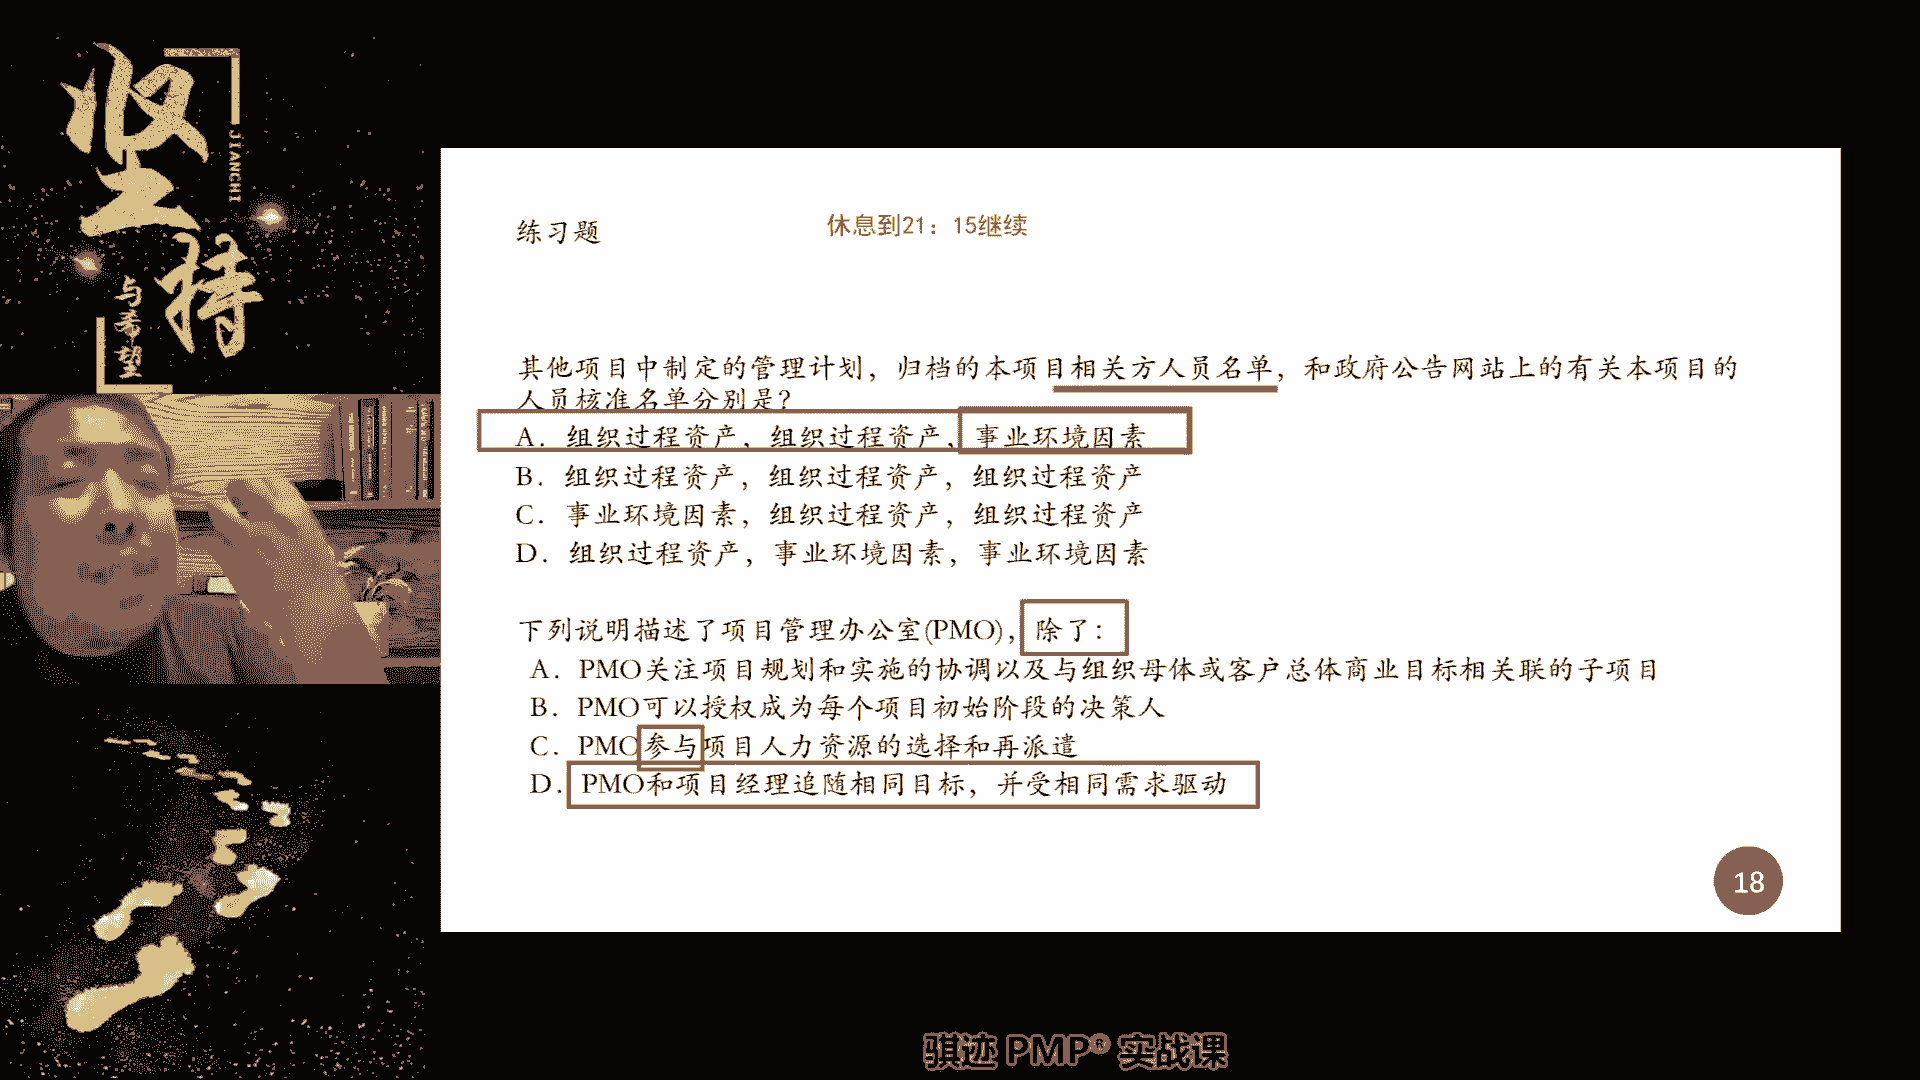 坚持
JIANCHI
与希望
练习题
休息到21：15继续
其他项目中制定的管理计划，归档的本项目相关方人员名单，和政府公告网站上的有关本项目的
人员核准名单分别是？
A. 组织过程资产，组织过程资产，事业环境因素
B. 组织过程资产，组织过程资产，组织过程资产
C. 事业环境因素，组织过程资产，组织过程资产
D. 组织过程资产，事业环境因素，事业环境因素
下列说明描述了项目管理办公室(PMO)，除了：
A. PMO关注项目规划和实施的协调以及与组织母体或客户总体商业目标相关联的子项目
B. PMO可以授权成为每个项目初始阶段的决策人
C. PMO参与项目人力资源的选择和再派遣
D. PMO和项目经理追随相同目标，并受相同需求驱动
18
骐迹 PMP® 实战课